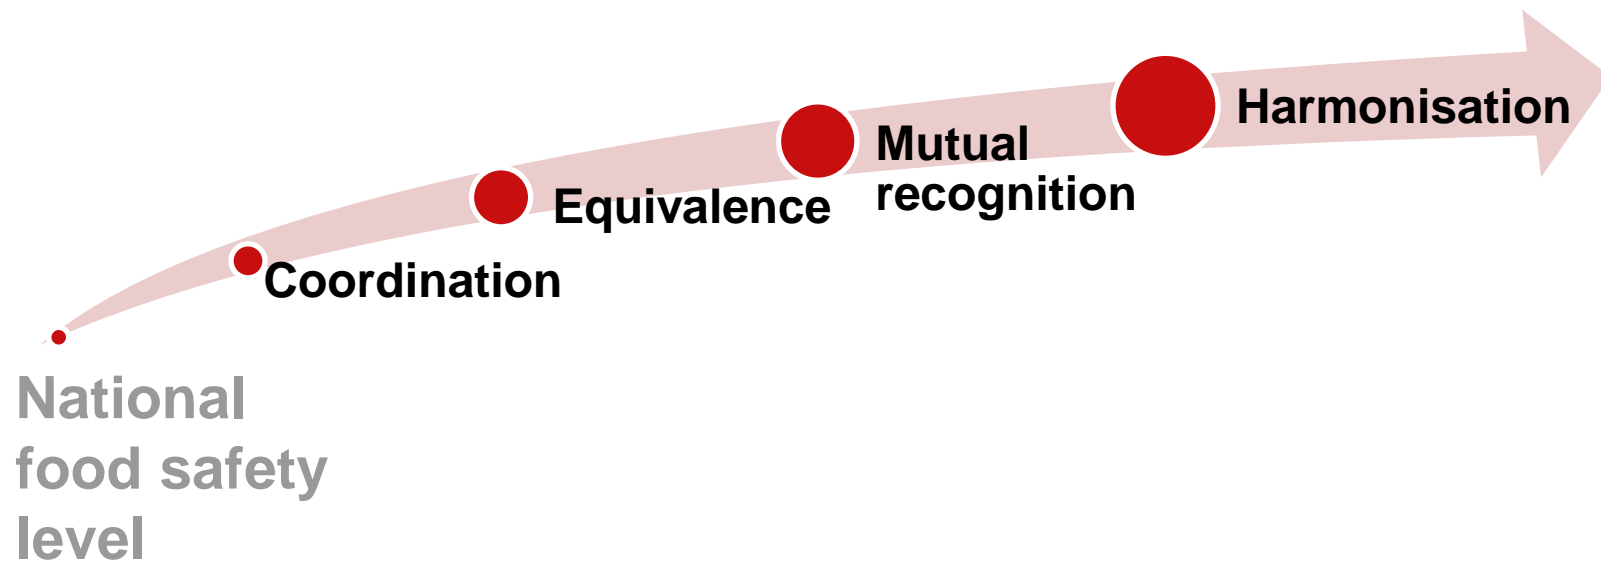 Harmonisation
Mutual
recognition
Equivalence
Coordination
National
food safety
level